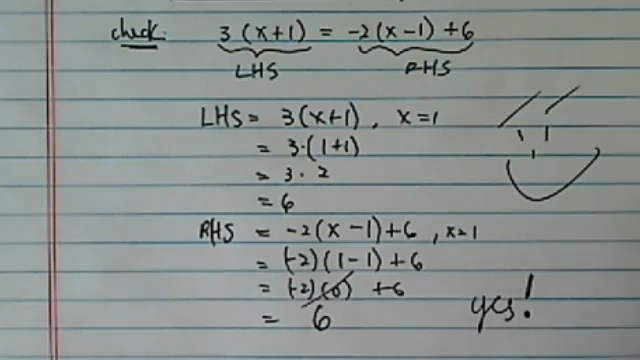 check: 3(x+1) = -2(x-1)+6
LHS RHS
LHS = 3(x+1), x=1
= 3·(1+1)
= 3·2
= 6
RHS = -2(x-1)+6, x=1
= (-2)(1-1)+6
= (-2)(0) +6
= 6
yes!